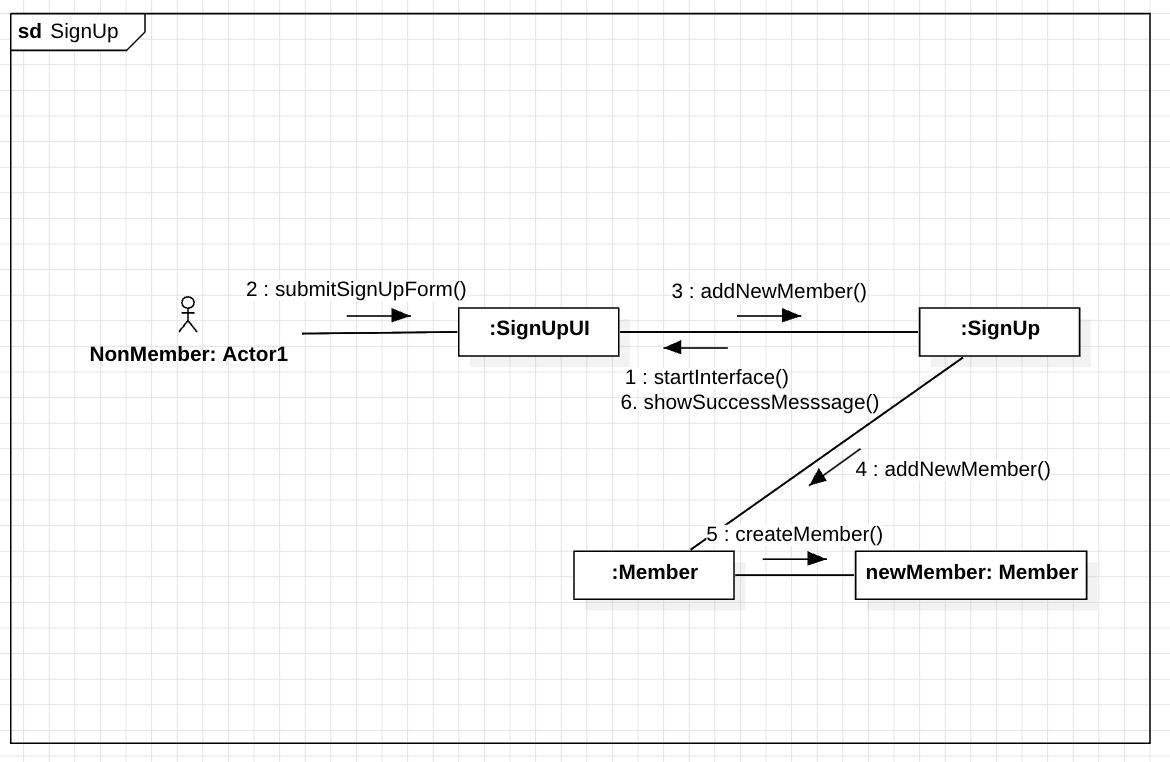 sd SignUp
2 : submitSignUpForm()
3 : addNewMember()
:SignUpUI
:SignUp
NonMember: Actor1
1 : startInterface()
6. showSuccessMesssage()
4 : addNewMember()
5 : createMember()
:Member
newMember: Member